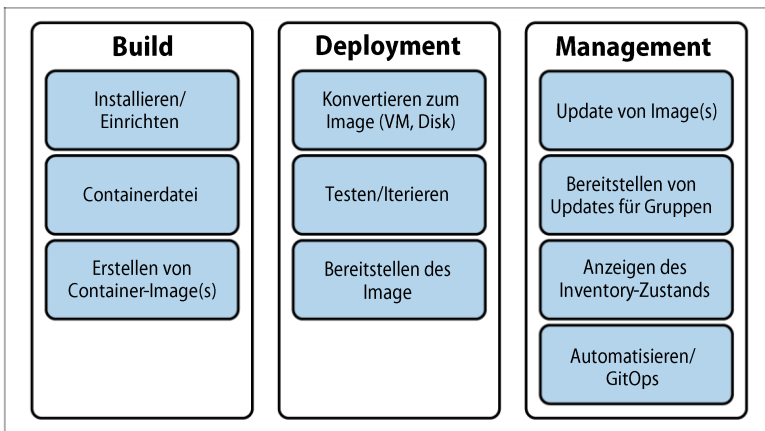 Build
Installieren/
Einrichten
Containerdatei
Erstellen von
Container-Image(s)
Deployment
Konvertieren zum
Image (VM, Disk)
Testen/Iterieren
Bereitstellen des
Image
Management
Update von Image(s)
Bereitstellen von
Updates für Gruppen
Anzeigen des
Inventory-Zustands
Automatisieren/
GitOps